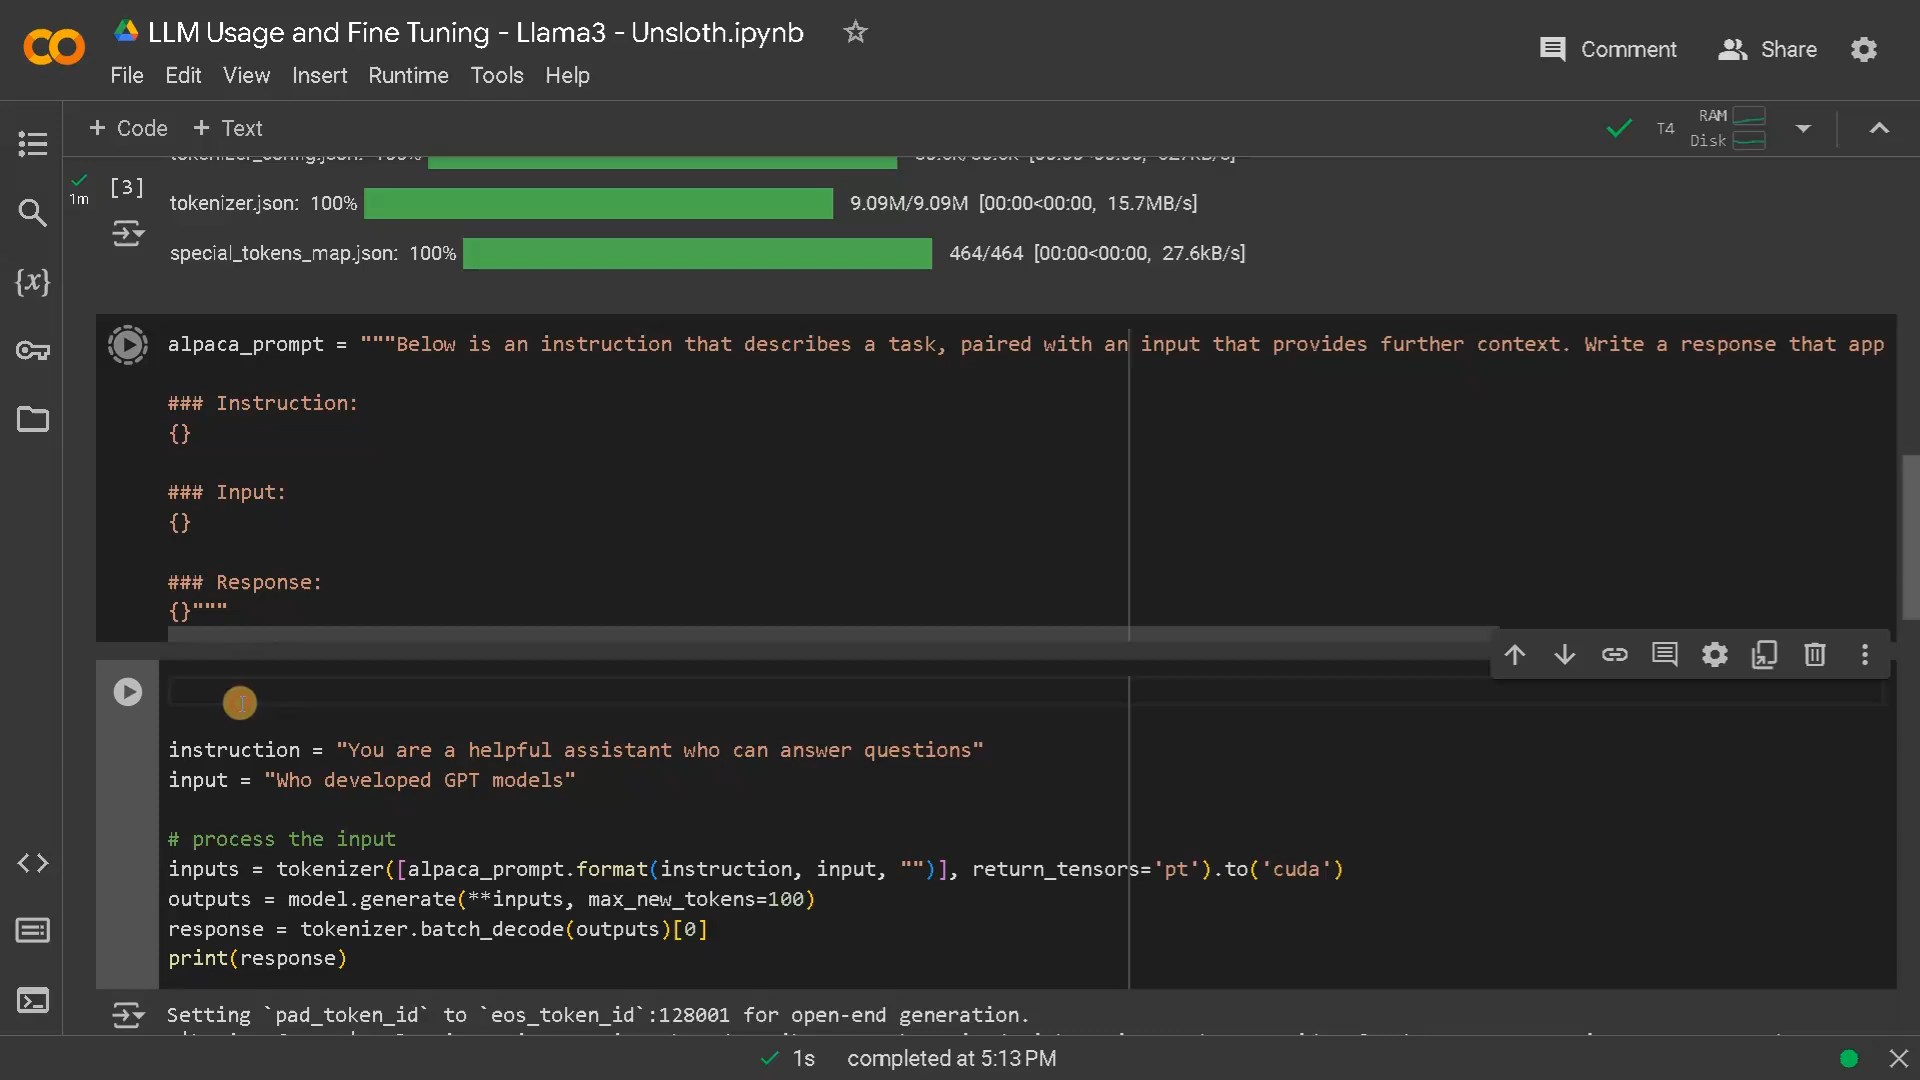 LLM Usage and Fine Tuning - Llama3 - Unsloth.ipynb
Comment
Share
File Edit View Insert Runtime Tools Help
+ Code + Text
T4
RAM
Disk
1m
[3]
tokenizer_config.json: 100%
tokenizer.json: 100% 9.09M/9.09M [00:00<00:00, 15.7MB/s]
special_tokens_map.json: 100% 464/464 [00:00<00:00, 27.6kB/s]
alpaca_prompt = """Below is an instruction that describes a task, paired with an input that provides further context. Write a response that app
### Instruction:
{}
### Input:
{}
### Response:
{}"""
instruction = "You are a helpful assistant who can answer questions"
input = "Who developed GPT models"
# process the input
inputs = tokenizer([alpaca_prompt.format(instruction, input, "")], return_tensors='pt').to('cuda')
outputs = model.generate(**inputs, max_new_tokens=100)
response = tokenizer.batch_decode(outputs)[0]
print(response)
Setting `pad_token_id` to `eos_token_id`:128001 for open-end generation.
1s completed at 5:13 PM